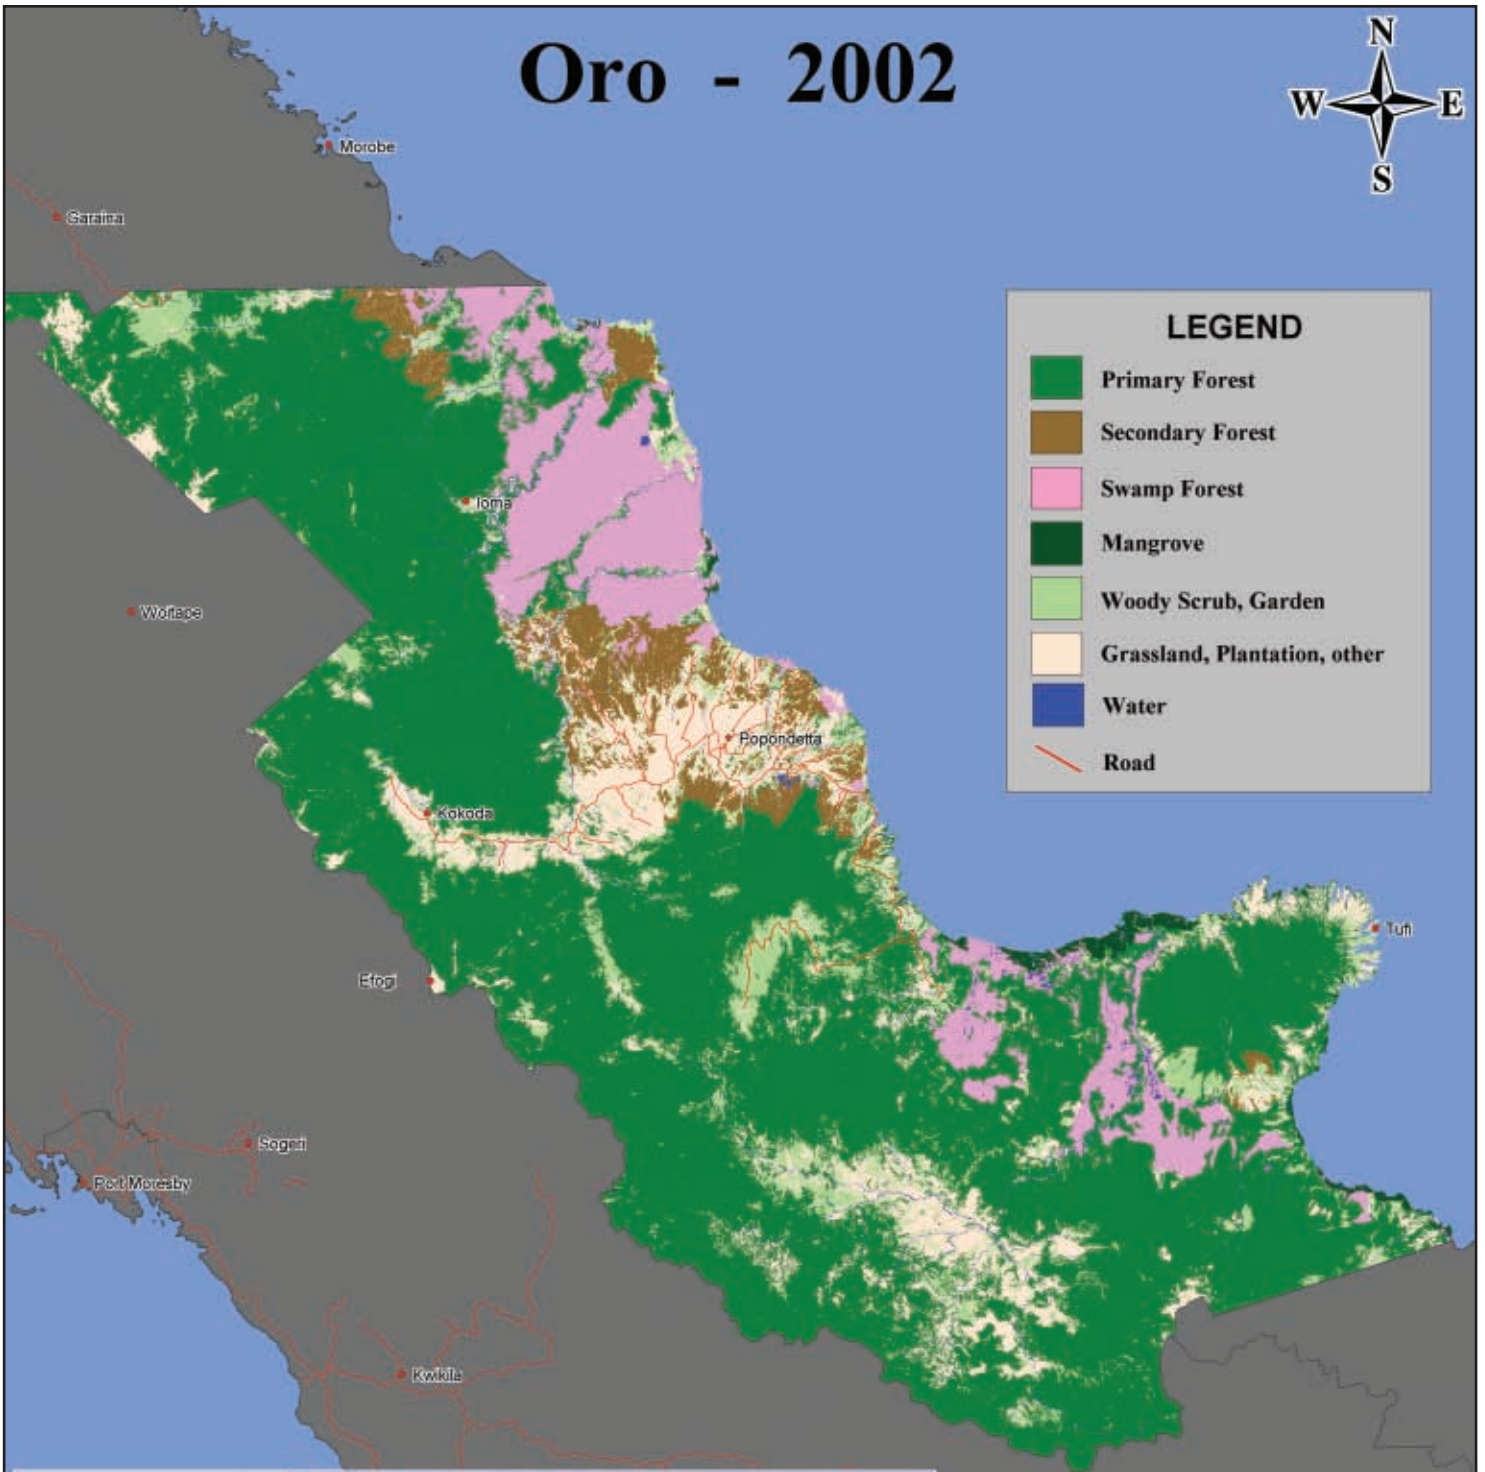 Oro - 2002
N
W E
S
Morobe
Garaina
LEGEND
Primary Forest
Secondary Forest
Swamp Forest
Mangrove
Woody Scrub, Garden
Grassland, Plantation, other
Water
Road
Ioma
Woitape
Popondetta
Kokoda
Tufi
Efogi
Sogeri
Port Moresby
Kwikila